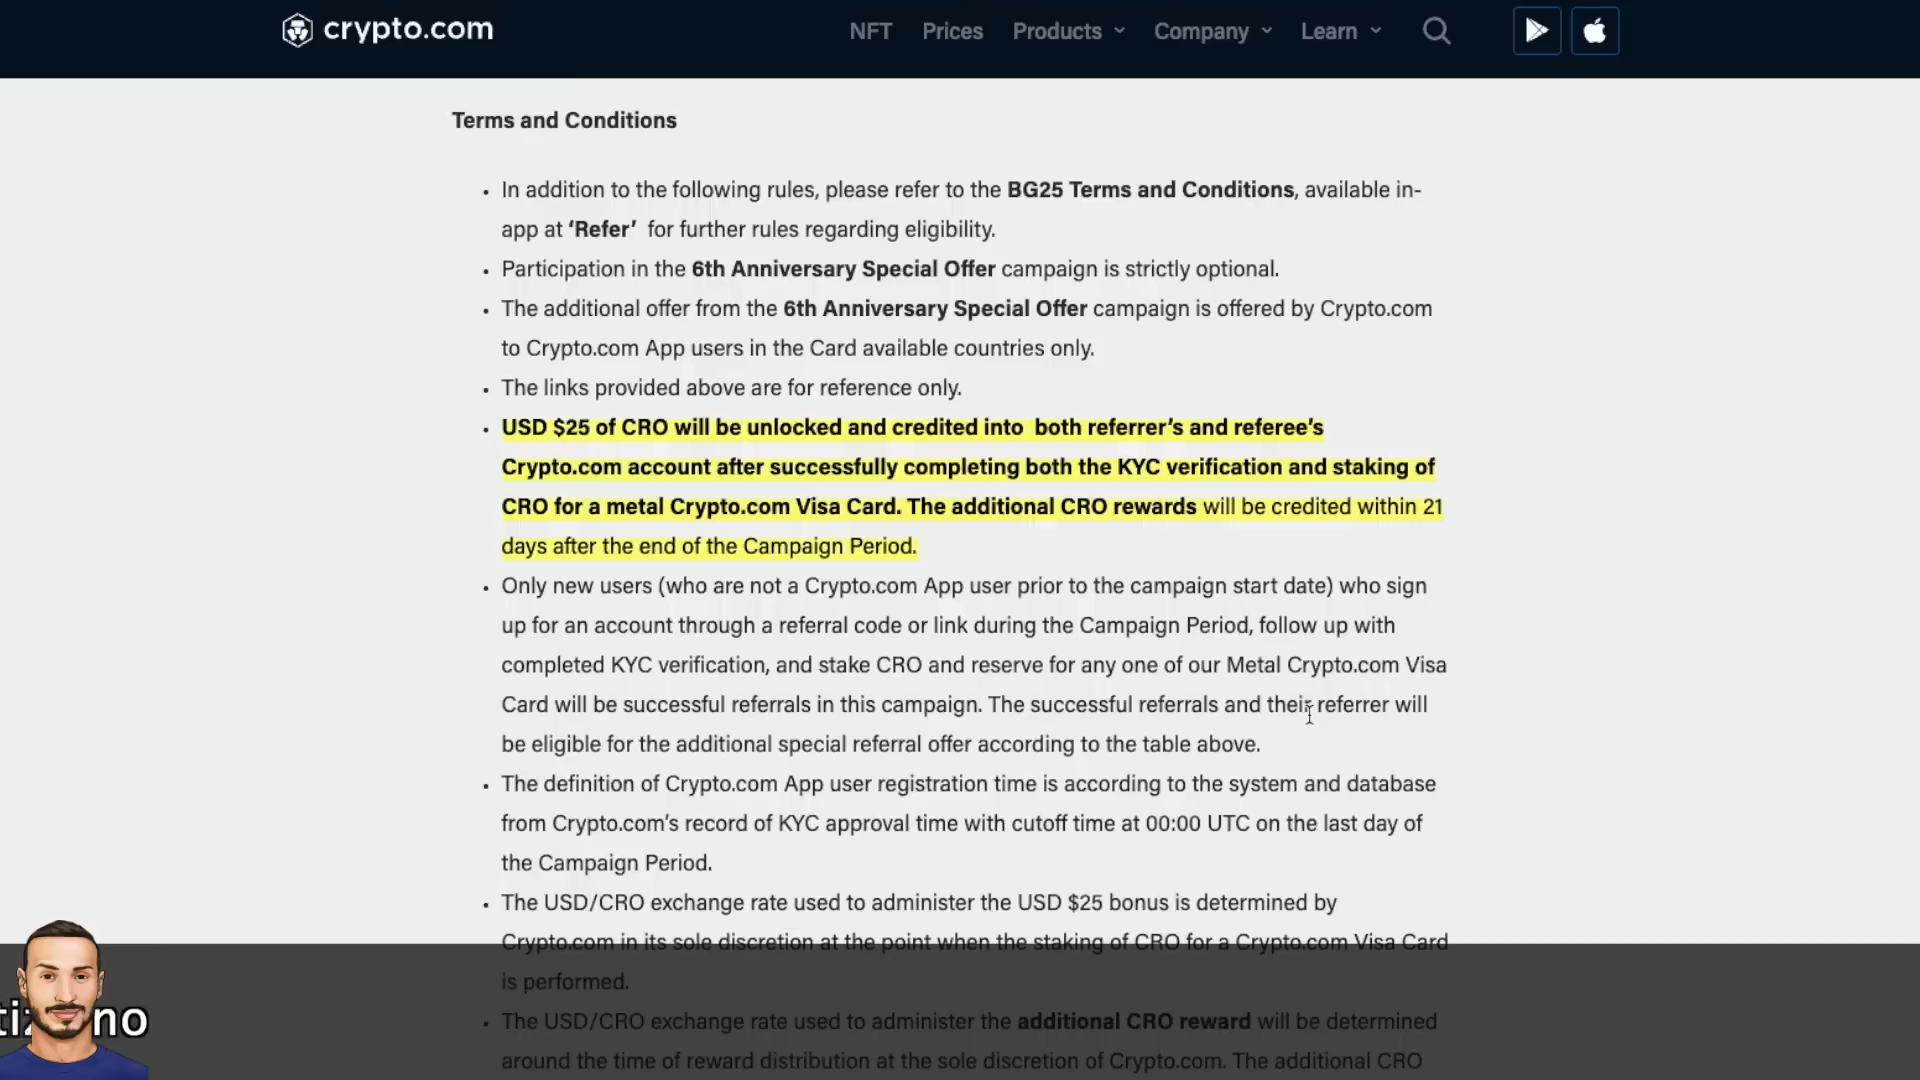 crypto.com
NFT Prices Products Company Learn
Terms and Conditions
In addition to the following rules, please refer to the BG25 Terms and Conditions, available in-
app at ‘Refer’ for further rules regarding eligibility.
Participation in the 6th Anniversary Special Offer campaign is strictly optional.
The additional offer from the 6th Anniversary Special Offer campaign is offered by Crypto.com
to Crypto.com App users in the Card available countries only.
The links provided above are for reference only.
USD $25 of CRO will be unlocked and credited into both referrer’s and referee’s
Crypto.com account after successfully completing both the KYC verification and staking of
CRO for a metal Crypto.com Visa Card. The additional CRO rewards will be credited within 21
days after the end of the Campaign Period.
Only new users (who are not a Crypto.com App user prior to the campaign start date) who sign
up for an account through a referral code or link during the Campaign Period, follow up with
completed KYC verification, and stake CRO and reserve for any one of our Metal Crypto.com Visa
Card will be successful referrals in this campaign. The successful referrals and their referrer will
be eligible for the additional special referral offer according to the table above.
The definition of Crypto.com App user registration time is according to the system and database
from Crypto.com’s record of KYC approval time with cutoff time at 00:00 UTC on the last day of
the Campaign Period.
The USD/CRO exchange rate used to administer the USD $25 bonus is determined by
Crypto.com in its sole discretion at the point when the staking of CRO for a Crypto.com Visa Card
is performed.
The USD/CRO exchange rate used to administer the additional CRO reward will be determined
around the time of reward distribution at the sole discretion of Crypto.com. The additional CRO